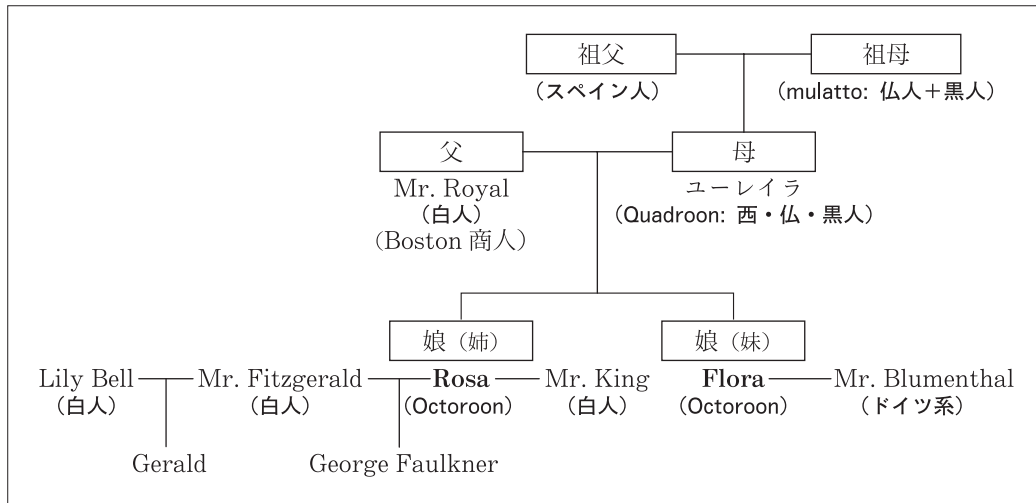 祖父 祖母
(スペイン人) (mulatto: 仏人＋黒人)
父 母
Mr. Royal ユーレイラ
(白人) (Quadroon: 西・仏・黒人)
(Boston 商人)
娘（姉） 娘（妹）
Lily Bell Mr. Fitzgerald Rosa Mr. King Flora Mr. Blumenthal
(白人) (白人) (Octoroon) (白人) (Octoroon) (ドイツ系)
Gerald George Faulkner